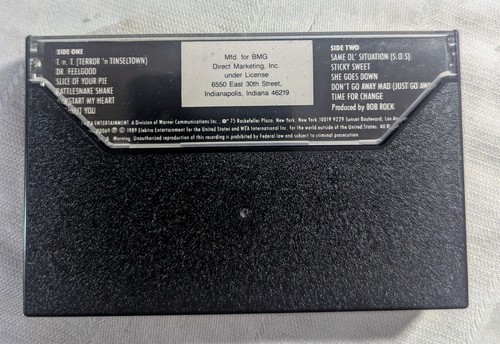 SIDE ONE
T. n. T. (TERROR 'n TINSELTOWN)
DR. FEELGOOD
SLICE OF YOUR PIE
RATTLESNAKE SHAKE
START MY HEART
YOU
Mfd. for BMG
Direct Marketing, Inc.
under License
6550 East 30th Street,
Indianapolis, Indiana 46219
SIDE TWO
SAME OL' SITUATION (S.O.S)
STICKY SWEET
SHE GOES DOWN
DON'T GO AWAY MAD (JUST GO AWA
TIME FOR CHANGE
Produced by BOB ROCK
ENTERTAINMENT. A Division of Warner Communications Inc., 75 Rockefeller Plaza, New York, New York 10019 9229 Sunset Boulevard, Los An
℗ © 1989 Elektra Entertainment for the United States and WEA International Inc. for the world outside of the United States. All
Warning: Unauthorized reproduction of this recording is prohibited by Federal law and subject to criminal prosecution.